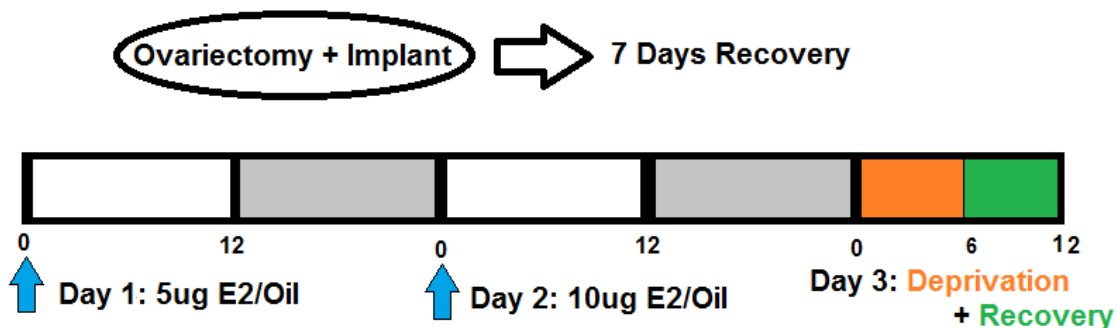 Ovariectomy + Implant
7 Days Recovery
0 12 0 12 0 6 12
Day 1: 5ug E2/Oil
Day 2: 10ug E2/Oil
Day 3: Deprivation
+ Recovery